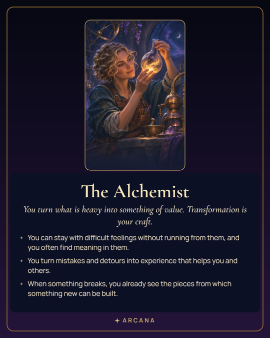 The Alchemist
You turn what is heavy into something of value. Transformation is
your craft.
• You can stay with difficult feelings without running from them, and
you often find meaning in them.
• You turn mistakes and detours into experience that helps you and
others.
• When something breaks, you already see the pieces from which
something new can be built.
ARCANA